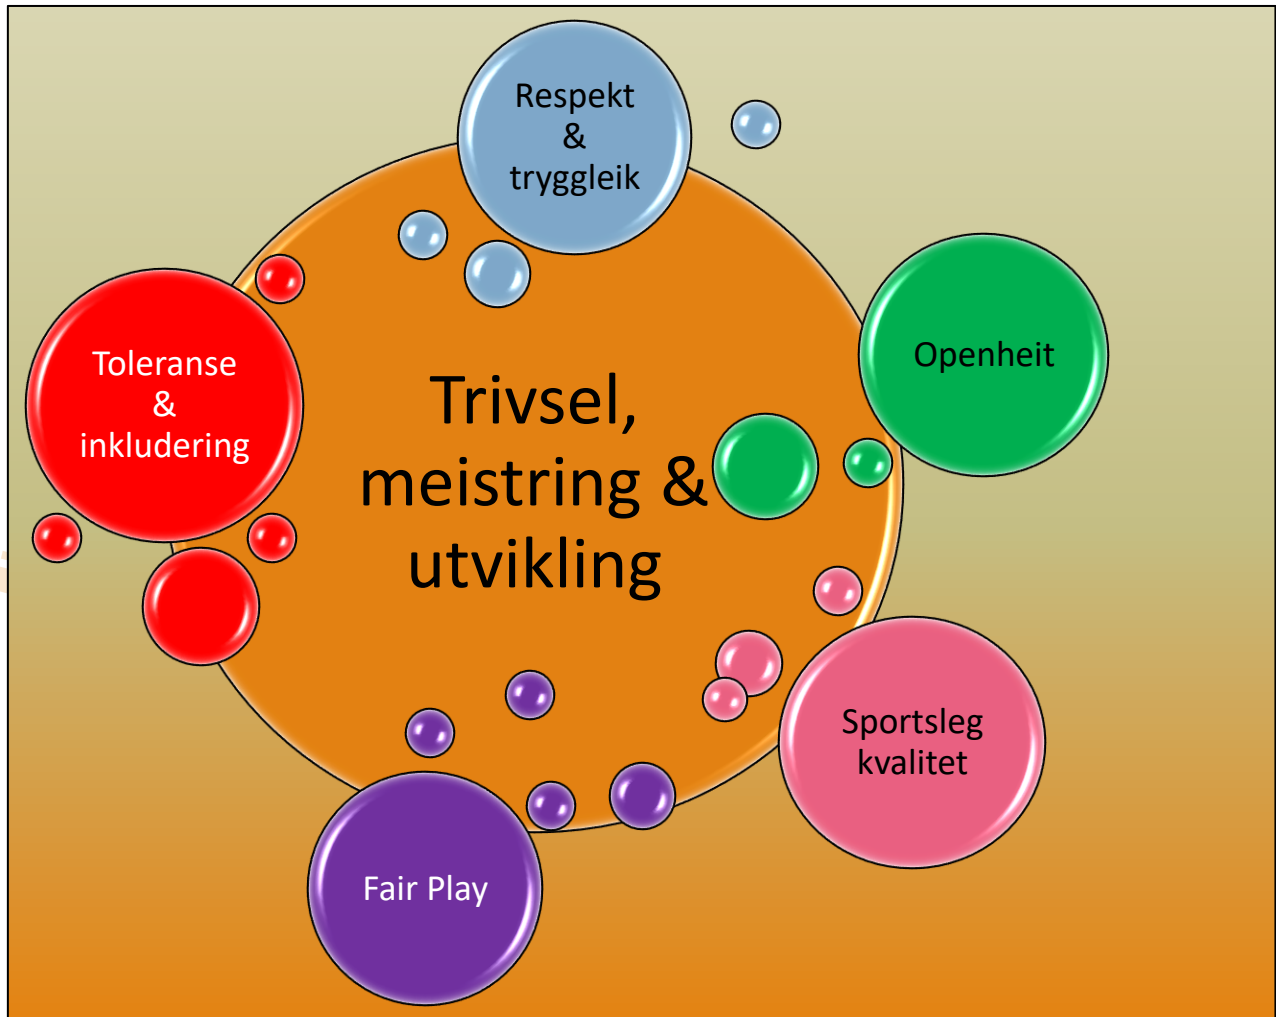 Respekt
&
tryggleik
Openheit
Toleranse
&
inkludering
Trivsel,
meistring &
utvikling
Sportsleg
kvalitet
Fair Play